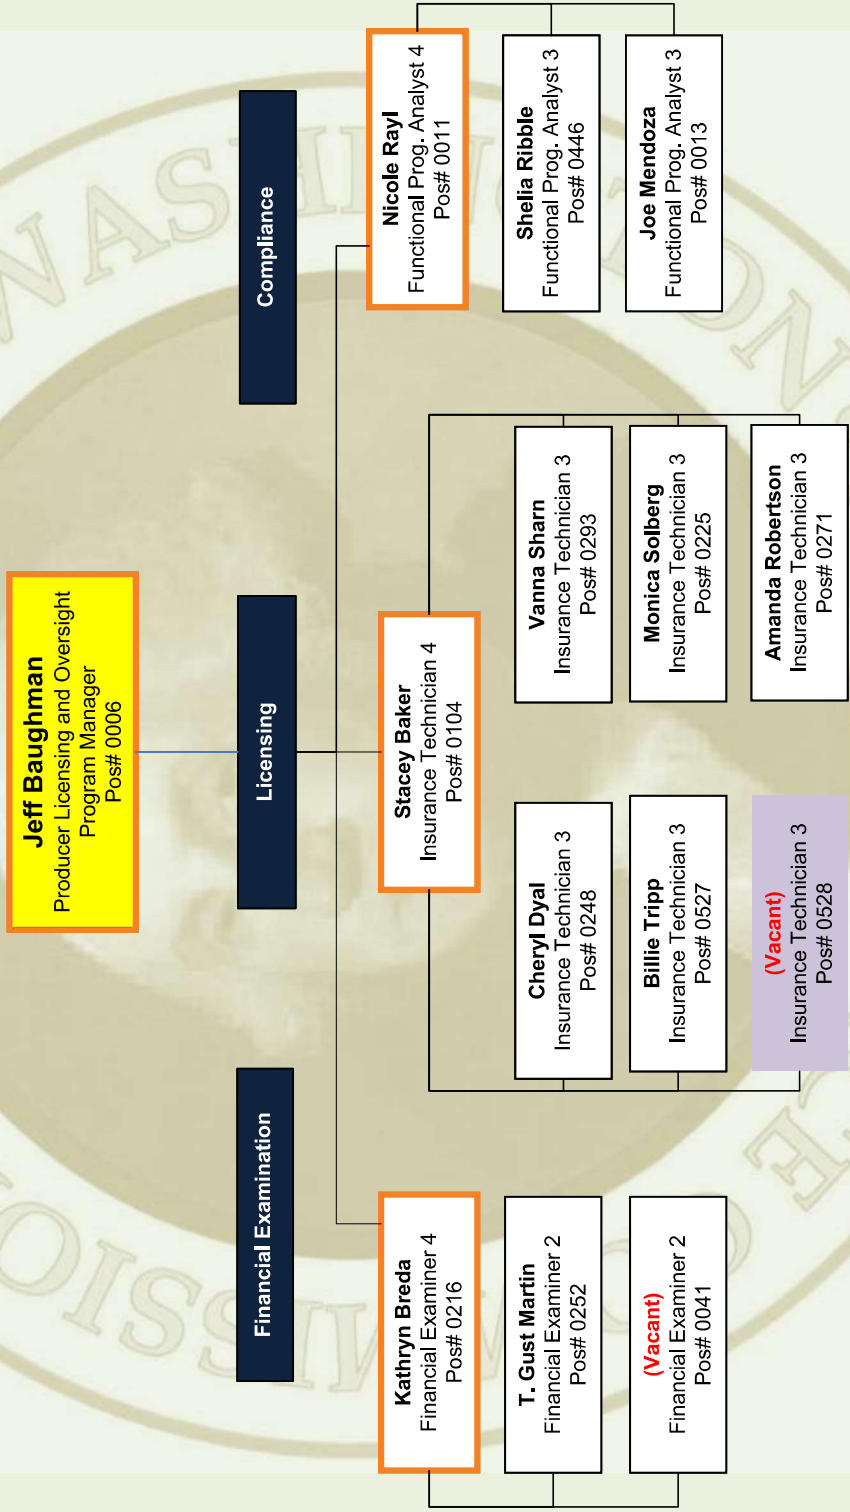 Jeff Baughman
Producer Licensing and Oversight
Program Manager
Pos# 0006
Financial Examination
Licensing
Compliance
Kathryn Breda
Financial Examiner 4
Pos# 0216
T. Gust Martin
Financial Examiner 2
Pos# 0252
(Vacant)
Financial Examiner 2
Pos# 0041
Stacey Baker
Insurance Technician 4
Pos# 0104
Cheryl Dyal
Insurance Technician 3
Pos# 0248
Billie Tripp
Insurance Technician 3
Pos# 0527
(Vacant)
Insurance Technician 3
Pos# 0528
Vanna Sharn
Insurance Technician 3
Pos# 0293
Monica Solberg
Insurance Technician 3
Pos# 0225
Amanda Robertson
Insurance Technician 3
Pos# 0271
Nicole Rayl
Functional Prog. Analyst 4
Pos# 0011
Shelia Ribble
Functional Prog. Analyst 3
Pos# 0446
Joe Mendoza
Functional Prog. Analyst 3
Pos# 0013